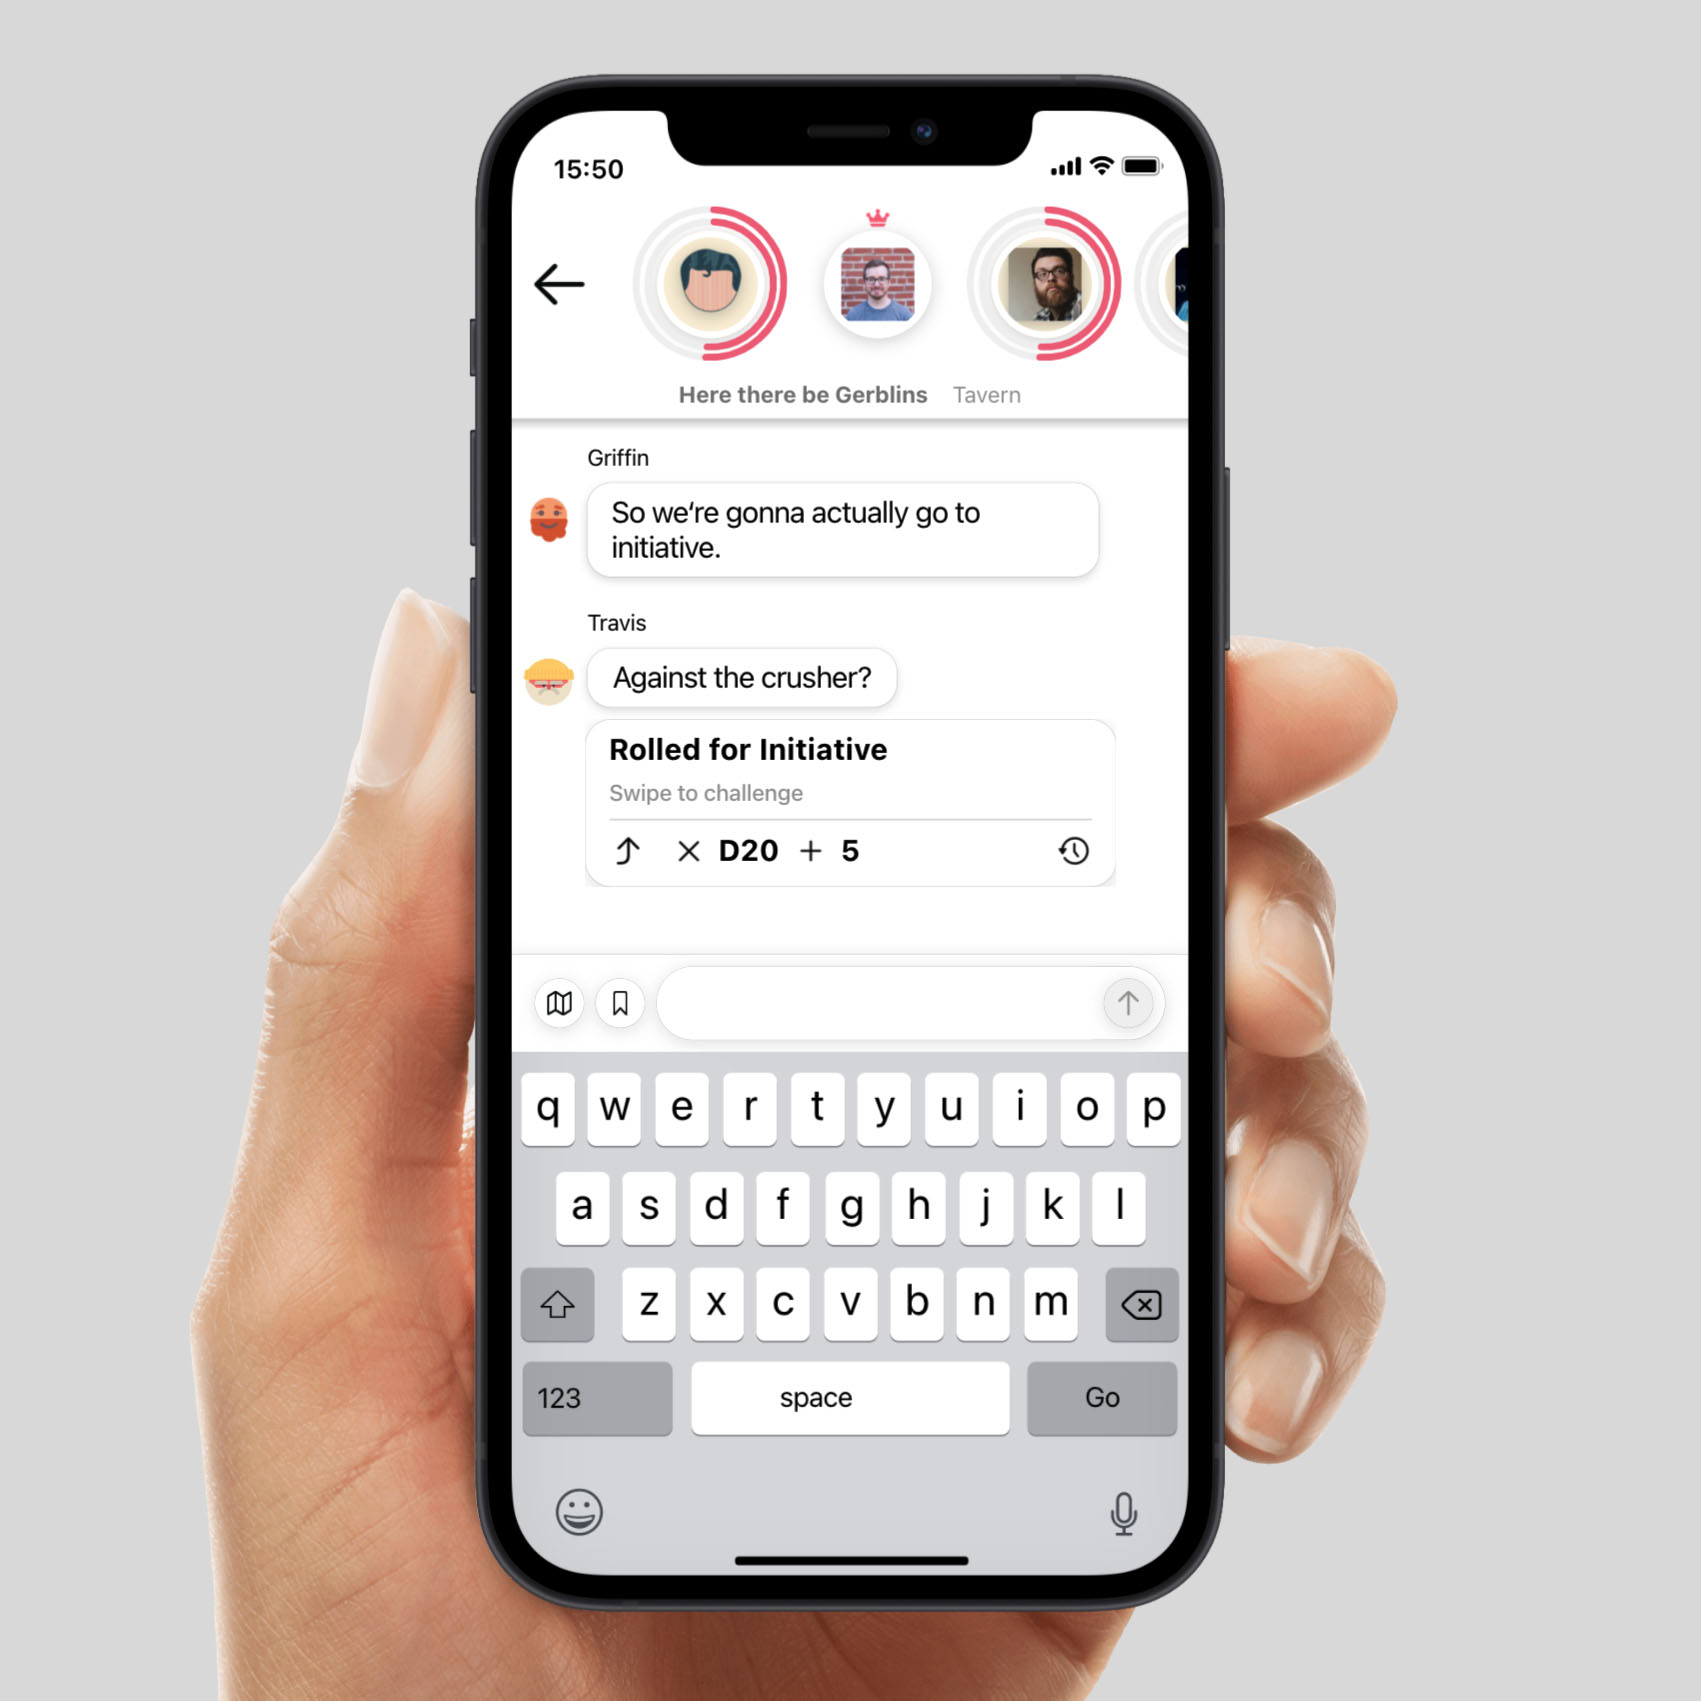 15:50
Here there be Gerblins Tavern
Griffin
So we‘re gonna actually go to
initiative.
Travis
Against the crusher?
Rolled for Initiative
Swipe to challenge
× D20 + 5
q w e r t y u i o p
a s d f g h j k l
z x c v b n m
123 space Go